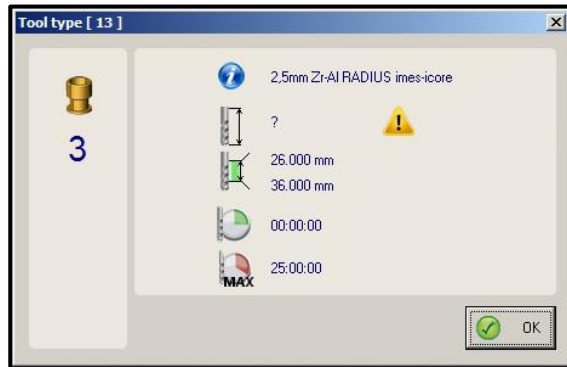 Tool type [ 13 ]
3
2,5mm Zr-Al RADIUS imes-icore
?
26.000 mm
36.000 mm
00:00:00
25:00:00
MAX
OK